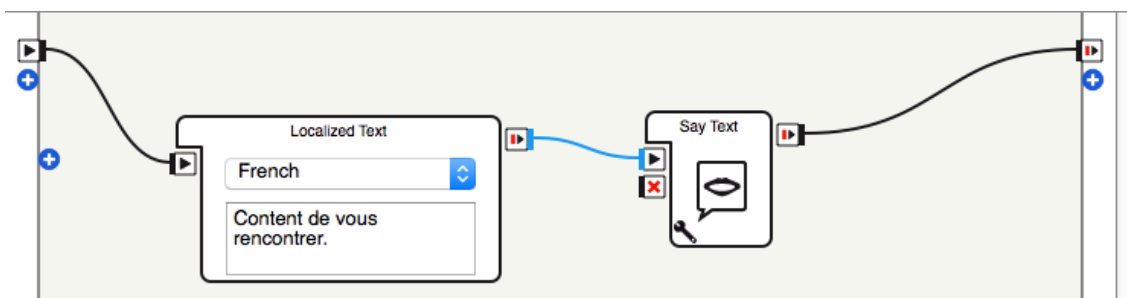 Localized Text
Say Text
French
Content de vous
rencontrer.